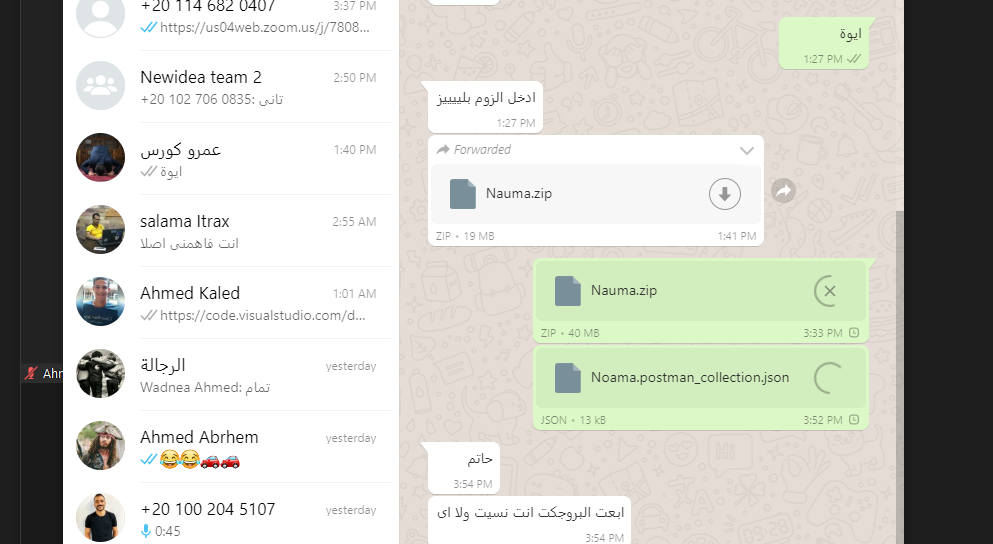 +20 114 682 0407
3:37 PM
https://us04web.zoom.us/j/7808...
Newidea team 2
2:50 PM
+20 102 706 0835: تانى
عمرو كورس
1:40 PM
ايوة
salama Itrax
2:55 AM
انت فاهمنى اصلا
Ahmed Kaled
1:01 AM
https://code.visualstudio.com/d...
الرجالة
yesterday
Wadnea Ahmed: تمام
Ahmed Abrhem
yesterday
😂😂🚗🚗
+20 100 204 5107
yesterday
0:45
Ahm
ايوة
1:27 PM
ادخل الزوم بلييييز
1:27 PM
Forwarded
Nauma.zip
ZIP • 19 MB
1:41 PM
Nauma.zip
ZIP • 40 MB
3:33 PM
Noama.postman_collection.json
JSON • 13 kB
3:52 PM
حاتم
3:54 PM
ابعت البروجكت انت نسيت ولا اى
3:54 PM